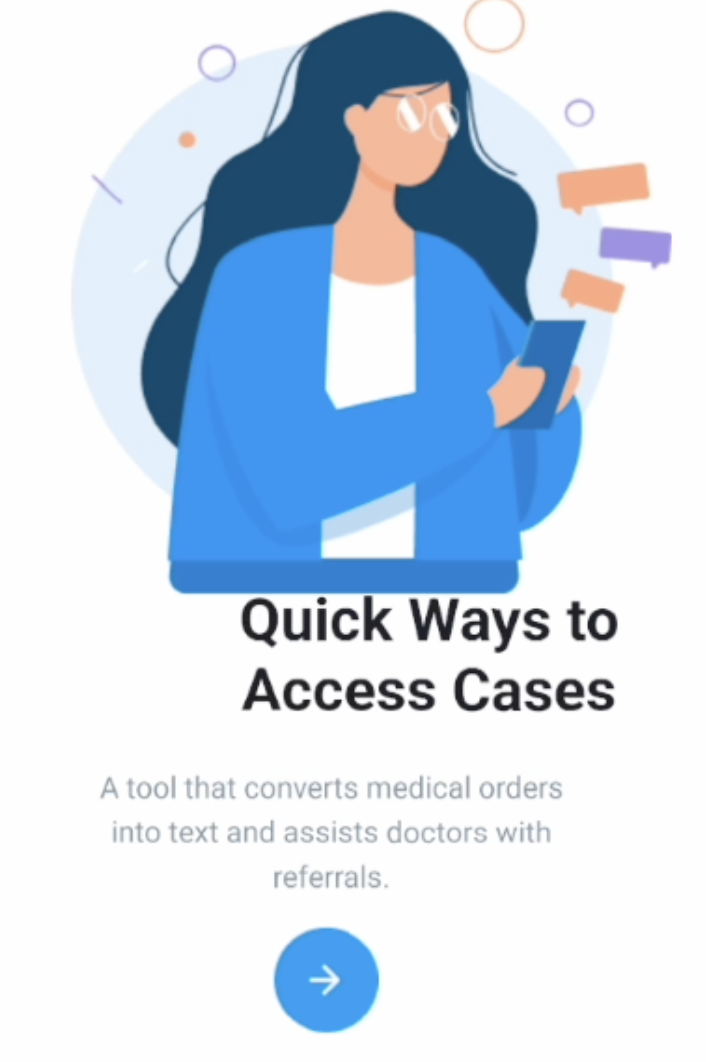 Quick Ways to
Access Cases
A tool that converts medical orders
into text and assists doctors with
referrals.